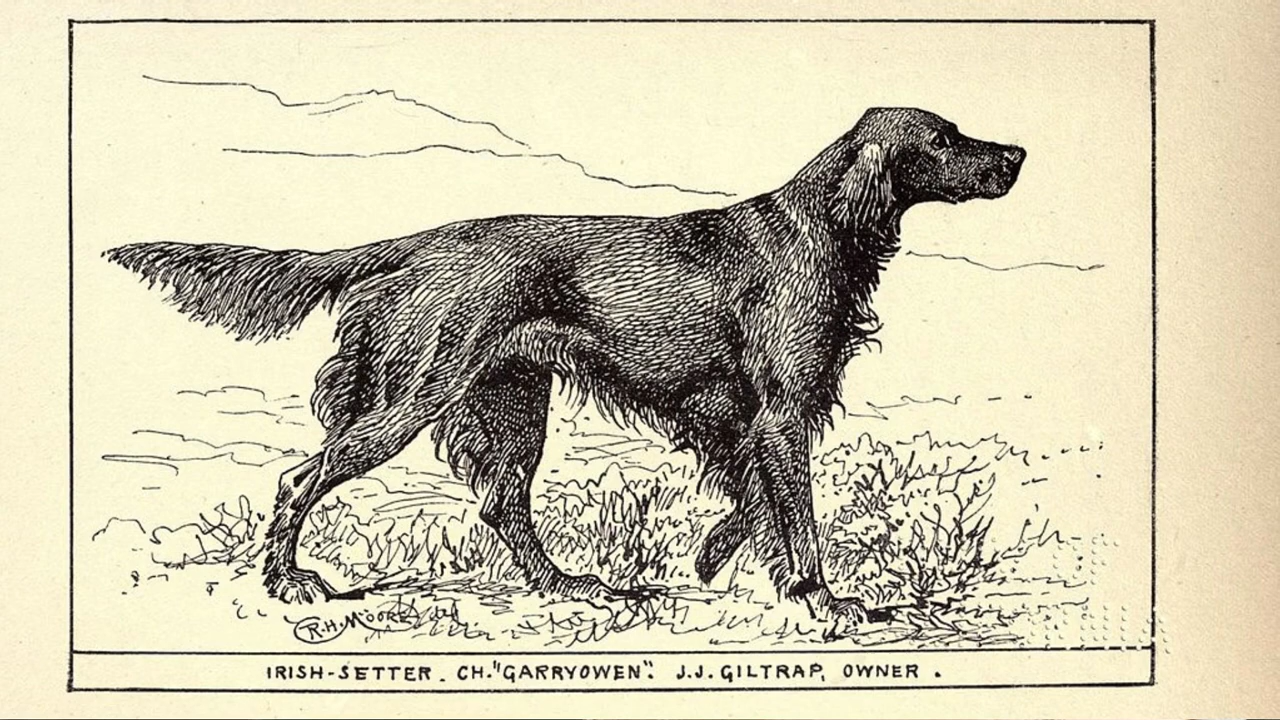 R.H. MOORE
IRISH-SETTER. CH. "GARRYOWEN". J.J. GILTRAP, OWNER.